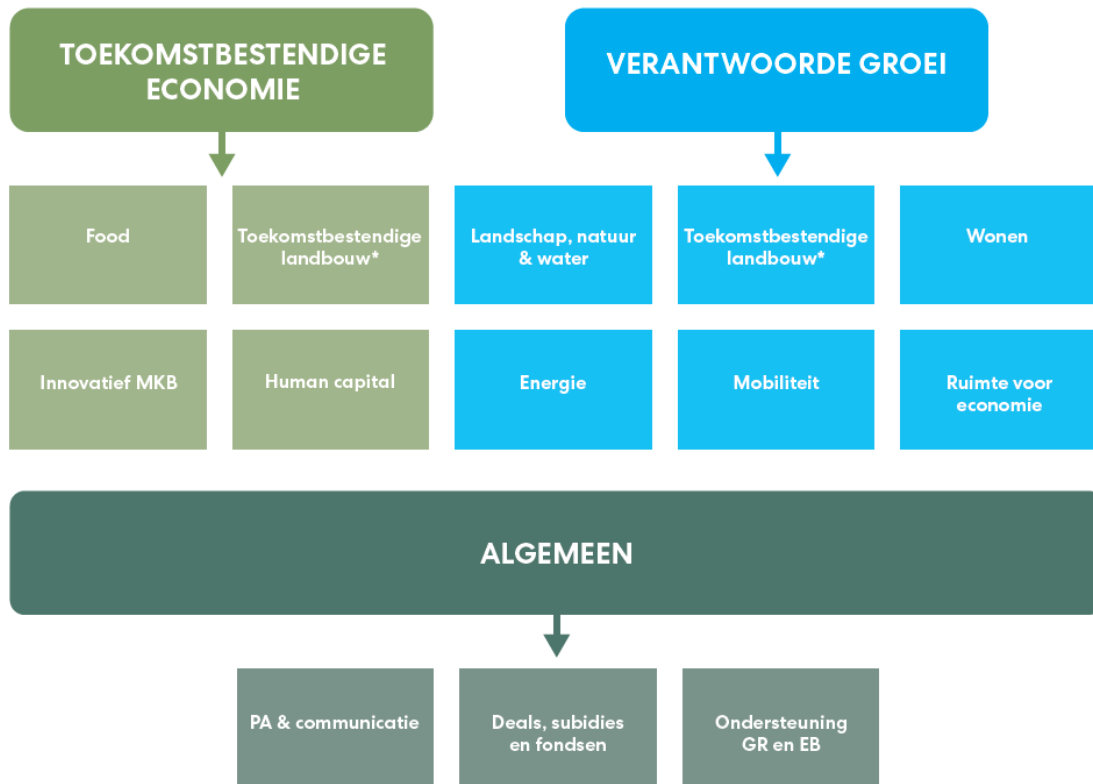 TOEKOMSTBESTENDIGE
ECONOMIE
VERANTWOORDE GROEI
Food
Toekomstbestendige
landbouw*
Landschap, natuur
& water
Toekomstbestendige
landbouw*
Wonen
Innovatief MKB
Human capital
Energie
Mobiliteit
Ruimte voor
economie
ALGEMEEN
PA & communicatie
Deals, subsidies
en fondsen
Ondersteuning
GR en EB